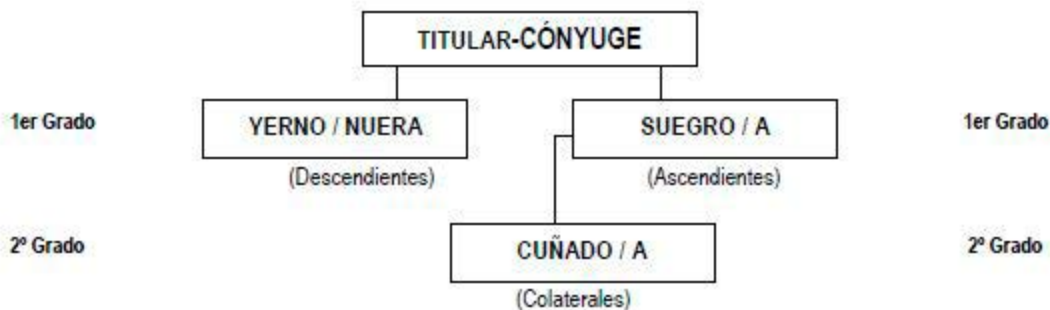 TITULAR-CÓNYUGE
1er Grado YERNO / NUERA SUEGRO / A 1er Grado
(Descendientes) (Ascendientes)
2º Grado CUÑADO / A 2º Grado
(Colaterales)